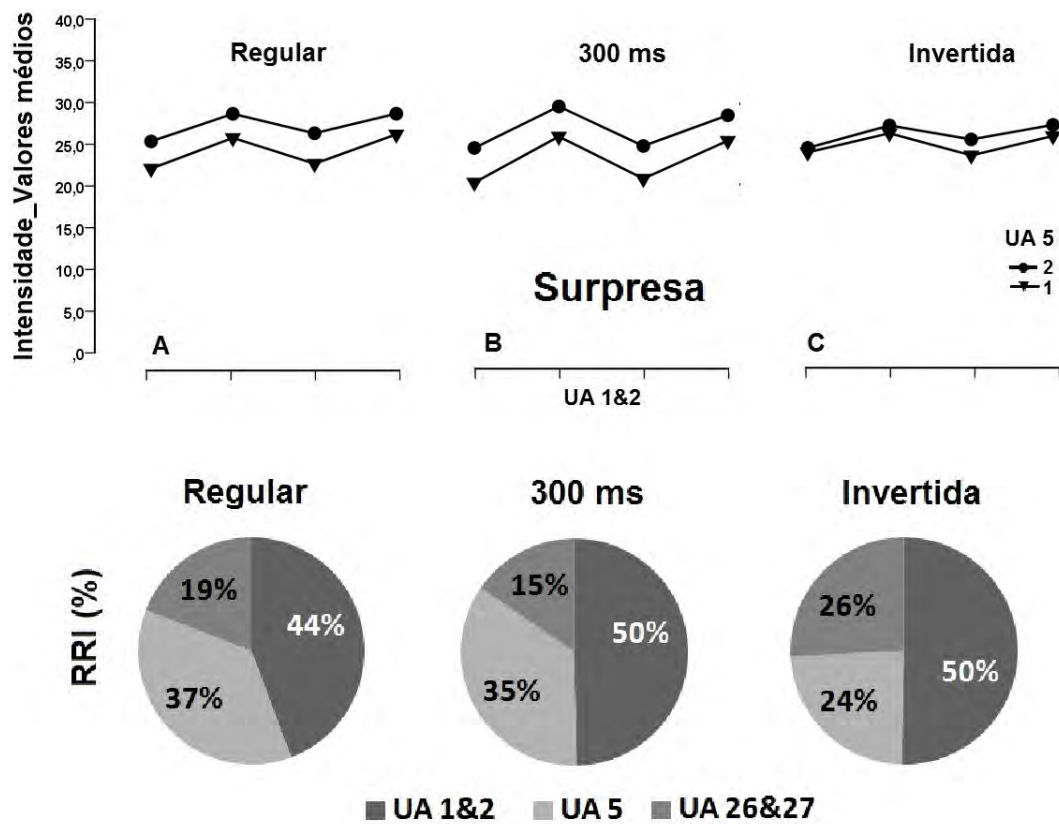 40,0
35,0
30,0
25,0
20,0
15,0
10,0
5,0
,0
Intensidade_Valores médios
Regular
300 ms
Invertida
UA 5
2
1
Surpresa
A
B
C
UA 1&2
Regular
300 ms
Invertida
RRI (%)
19%
44%
37%
15%
50%
35%
26%
50%
24%
UA 1&2
UA 5
UA 26&27